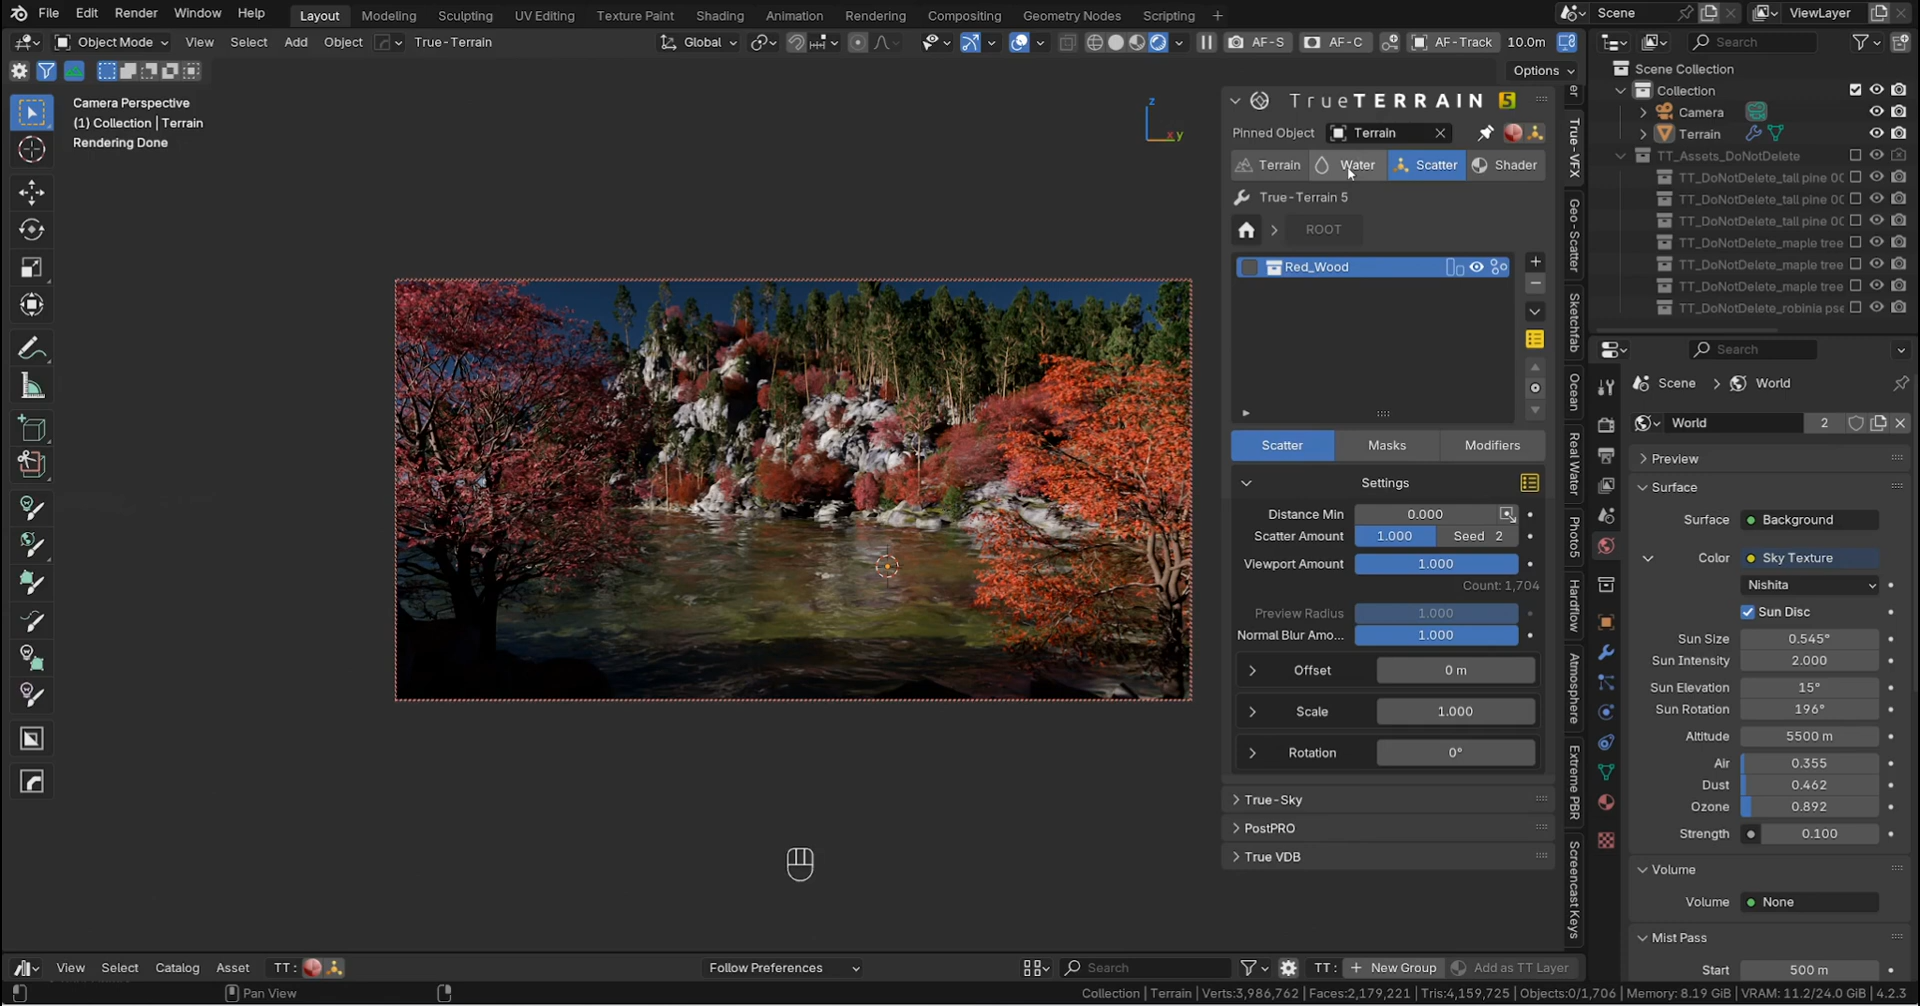 File Edit Render Window Help Layout Modeling Sculpting UV Editing Texture Paint Shading Animation Rendering Compositing Geometry Nodes Scripting + Scene ViewLayer
Object Mode View Select Add Object True-Terrain Global AF-S AF-C AF-Track 10.0m Search
Options
Camera Perspective
(1) Collection | Terrain
Rendering Done
z
x y
TrueTERRAIN 5
Pinned Object Terrain
Terrain Water Scatter Shader
True-Terrain 5
ROOT
Red_Wood
Scatter Masks Modifiers
Settings
Distance Min 0.000
Scatter Amount 1.000 Seed 2
Viewport Amount 1.000
Count: 1,704
Preview Radius 1.000
Normal Blur Amo... 1.000
Offset 0 m
Scale 1.000
Rotation 0°
True-Sky
PostPRO
True VDB
er
True-VFX
Geo-Scatter
Sketchfab
Ocean
Real Water
Photo5
Hardflow
Atmosphere
Extreme PBR
Screencast Keys
Scene Collection
Collection
Camera
Terrain
TT_Assets_DoNotDelete
TT_DoNotDelete_tall pine 00
TT_DoNotDelete_tall pine 00
TT_DoNotDelete_tall pine 00
TT_DoNotDelete_maple tree
TT_DoNotDelete_maple tree
TT_DoNotDelete_maple tree
TT_DoNotDelete_robinia pse
Search
Scene > World
World 2
Preview
Surface
Surface Background
Color Sky Texture
Nishita
Sun Disc
Sun Size 0.545°
Sun Intensity 2.000
Sun Elevation 15°
Sun Rotation 196°
Altitude 5500 m
Air 0.355
Dust 0.462
Ozone 0.892
Strength 0.100
Volume
Volume None
Mist Pass
Start 500 m
View Select Catalog Asset TT : Follow Preferences Search TT : + New Group Add as TT Layer
Pan View Collection | Terrain | Verts:3,986,762 | Faces:2,179,221 | Tris:4,159,725 | Objects:0/1,706 | Memory: 8.19 GiB | VRAM: 11.2/24.0 GiB | 4.2.3